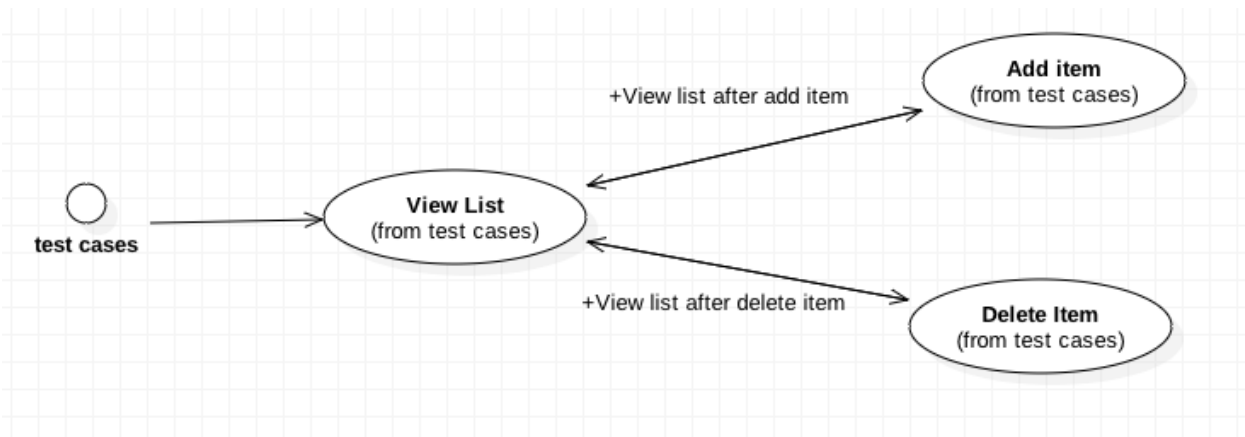 Add item
(from test cases)
+View list after add item
View List
(from test cases)
test cases
+View list after delete item
Delete Item
(from test cases)